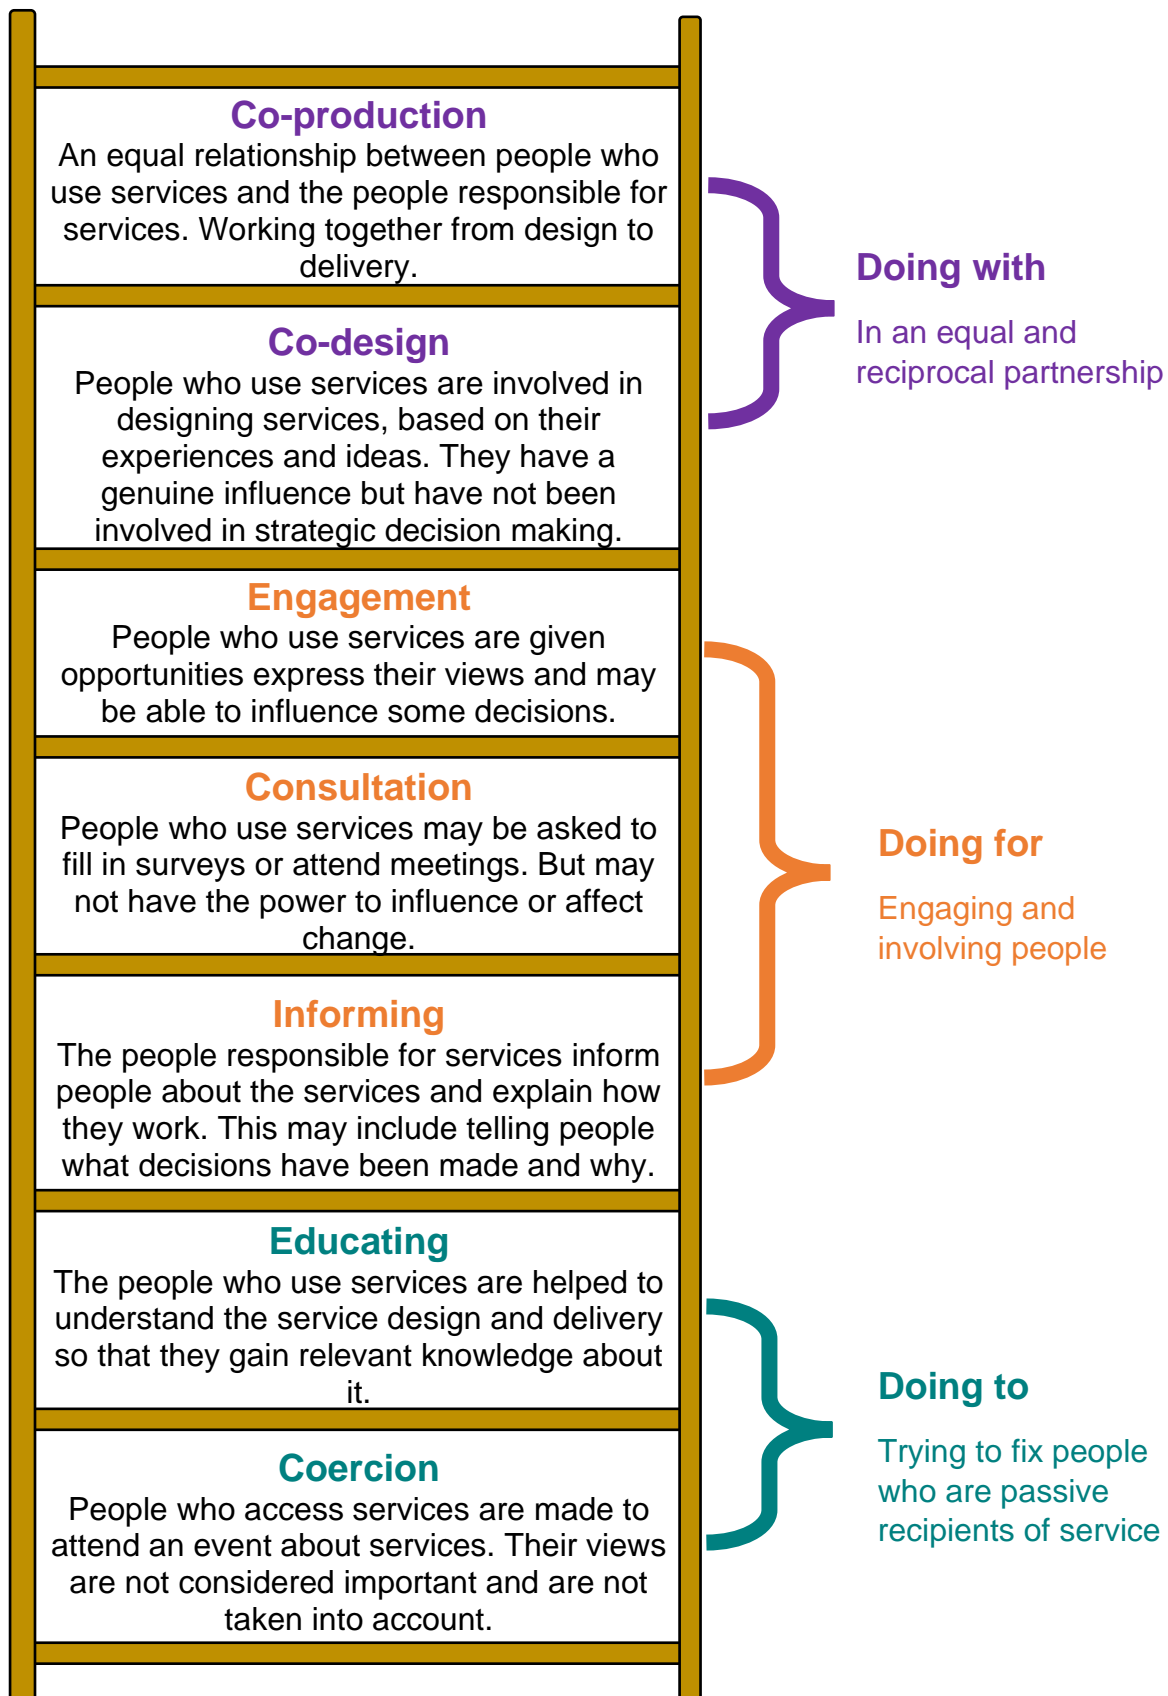 Co-production
An equal relationship between people who
use services and the people responsible for
services. Working together from design to
delivery.
Doing with
In an equal and
reciprocal partnership
Co-design
People who use services are involved in
designing services, based on their
experiences and ideas. They have a
genuine influence but have not been
involved in strategic decision making.
Engagement
People who use services are given
opportunities express their views and may
be able to influence some decisions.
Consultation
People who use services may be asked to
fill in surveys or attend meetings. But may
not have the power to influence or affect
change.
Doing for
Engaging and
involving people
Informing
The people responsible for services inform
people about the services and explain how
they work. This may include telling people
what decisions have been made and why.
Educating
The people who use services are helped to
understand the service design and delivery
so that they gain relevant knowledge about
it.
Doing to
Trying to fix people
who are passive
recipients of service
Coercion
People who access services are made to
attend an event about services. Their views
are not considered important and are not
taken into account.